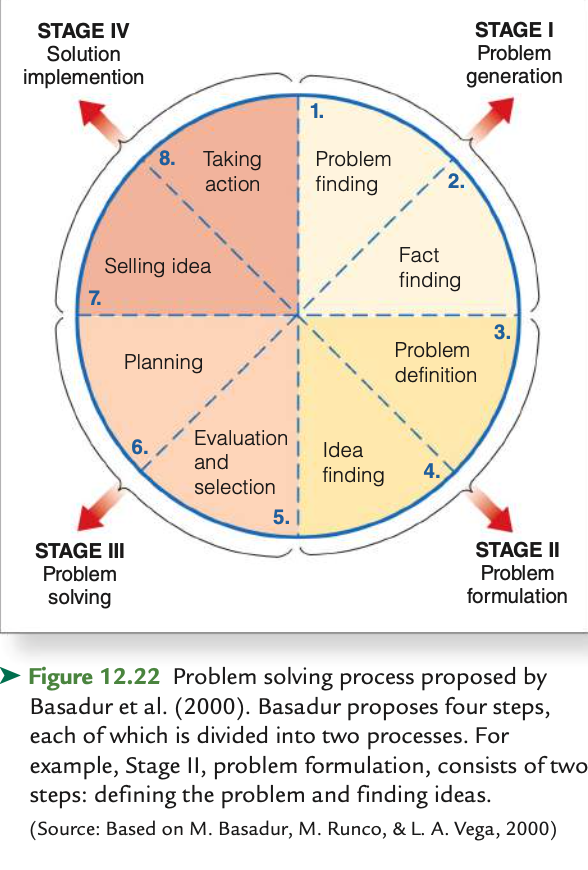 STAGE IV
Solution
implemention
STAGE I
Problem
generation
1.
Problem
finding
2.
Fact
finding
3.
Problem
definition
4.
Idea
finding
5.
Evaluation
and
selection
6.
Planning
7.
Selling idea
8.
Taking
action
STAGE III
Problem
solving
STAGE II
Problem
formulation
➤ Figure 12.22 Problem solving process proposed by
Basadur et al. (2000). Basadur proposes four steps,
each of which is divided into two processes. For
example, Stage II, problem formulation, consists of two
steps: defining the problem and finding ideas.
(Source: Based on M. Basadur, M. Runco, & L. A. Vega, 2000)